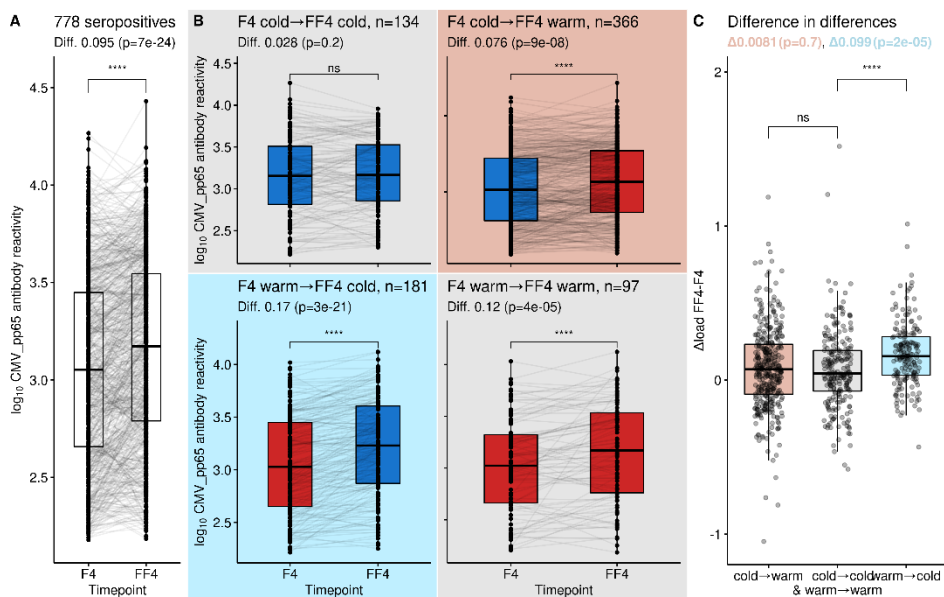 A
778 seropositives
Diff. 0.095 (p=7e-24)
****
log10 CMV_pp65 antibody reactivity
4.5
4.0
3.5
3.0
2.5
F4
FF4
Timepoint
B
F4 cold→FF4 cold, n=134
Diff. 0.028 (p=0.2)
ns
log10 CMV_pp65 antibody reactivity
4.5
4.0
3.5
3.0
2.5
F4 cold→FF4 warm, n=366
Diff. 0.076 (p=9e-08)
****
F4 warm→FF4 cold, n=181
Diff. 0.17 (p=3e-21)
****
log10 CMV_pp65 antibody reactivity
4.0
3.5
3.0
2.5
F4
FF4
Timepoint
F4 warm→FF4 warm, n=97
Diff. 0.12 (p=4e-05)
****
F4
FF4
Timepoint
C
Difference in differences
Δ0.0081 (p=0.7), Δ0.099(p=2e-05)
****
ns
Δload FF4-F4
2
1
0
-1
cold→warm
cold→cold
& warm→warm
warm→cold